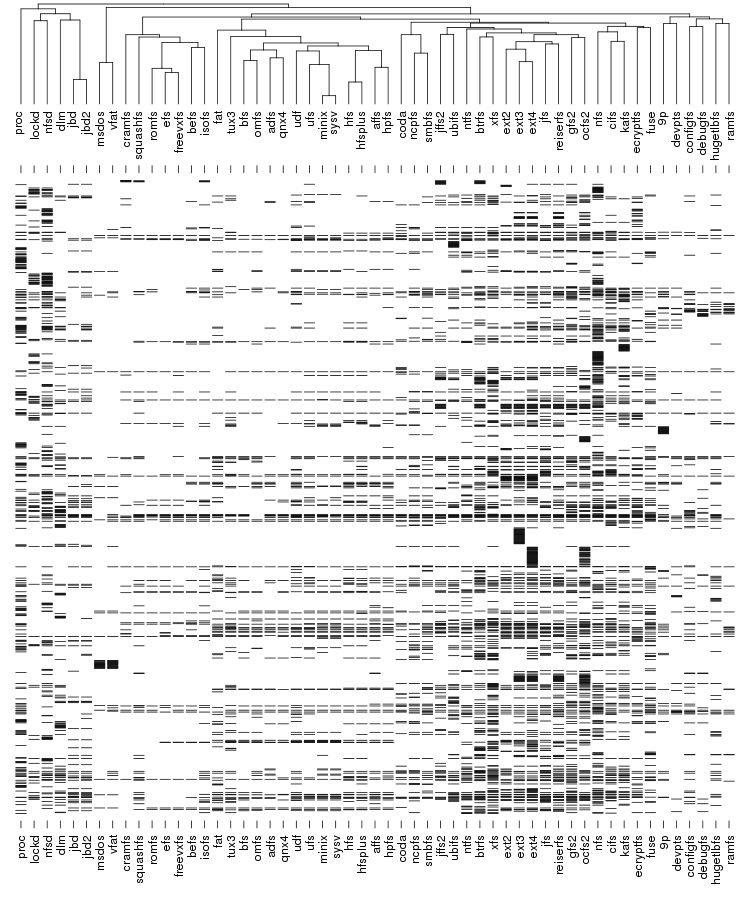 proc lockd nfsd dlm jbd jbd2 msdos vfat cramfs squashfs romfs efs freevxfs befs isofs fat tux3 bfs omfs adfs qnx4 udf ufs minix sysv hfs hfsplus affs hpfs coda ncpfs smbfs jffs2 ubifs ntfs btrfs xfs ext2 ext3 ext4 jfs reiserfs gfs2 ocfs2 nfs cifs kafs ecryptfs fuse 9p devpts configfs debugfs hugetlbfs ramfs
proc lockd nfsd dlm jbd jbd2 msdos vfat cramfs squashfs romfs efs freevxfs befs isofs fat tux3 bfs omfs adfs qnx4 udf ufs minix sysv hfs hfsplus affs hpfs coda ncpfs smbfs jffs2 ubifs ntfs btrfs xfs ext2 ext3 ext4 jfs reiserfs gfs2 ocfs2 nfs cifs kafs ecryptfs fuse 9p devpts configfs debugfs hugetlbfs ramfs